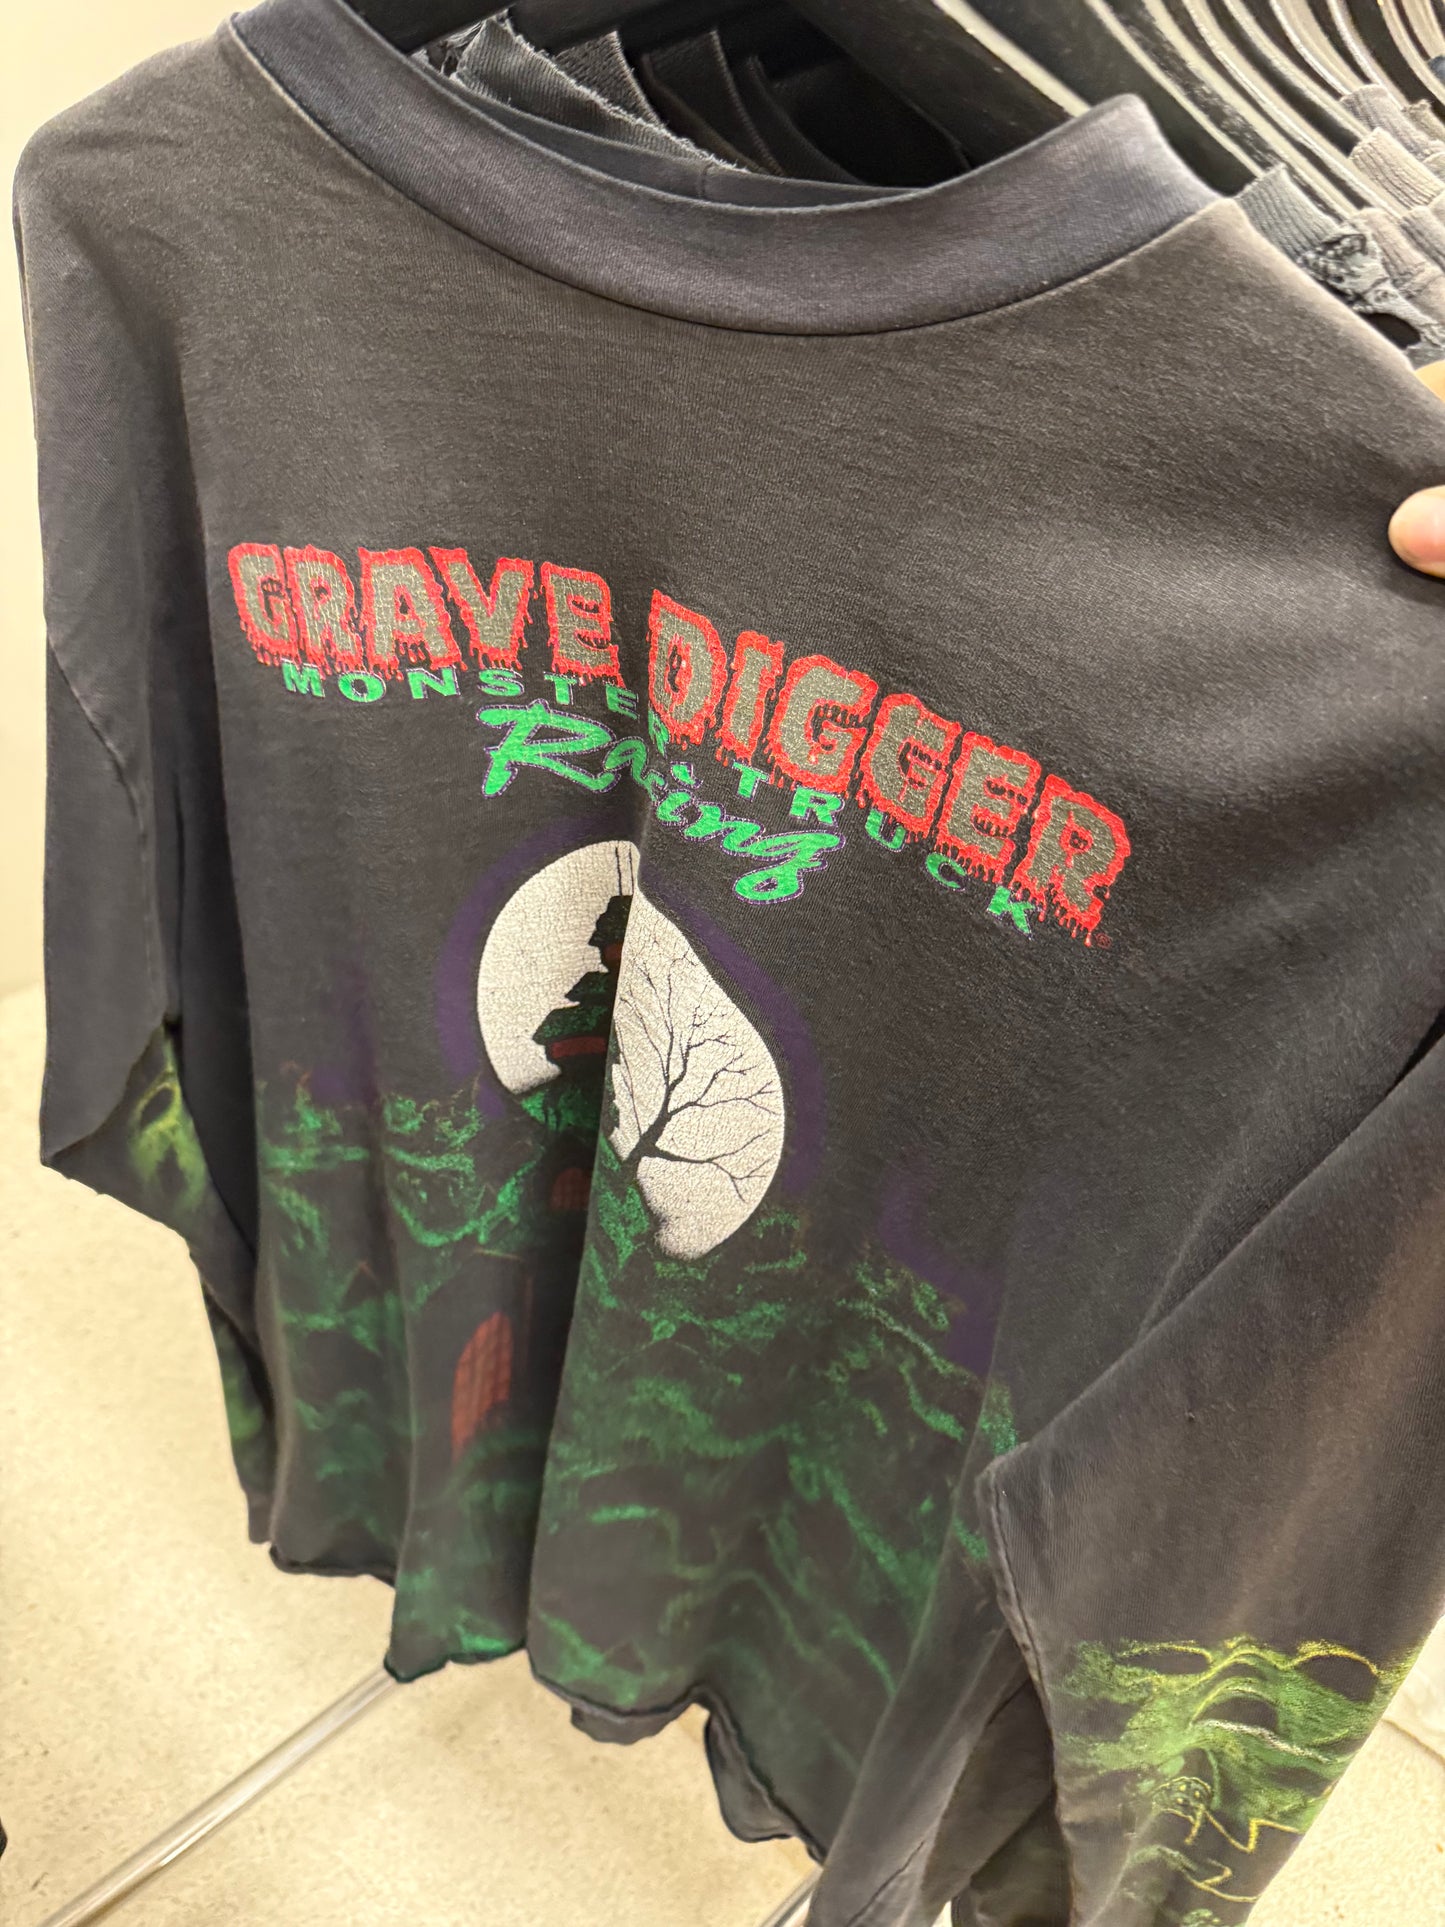 GRAVE DIGGER
MONSTER TRUCK
Racing
®